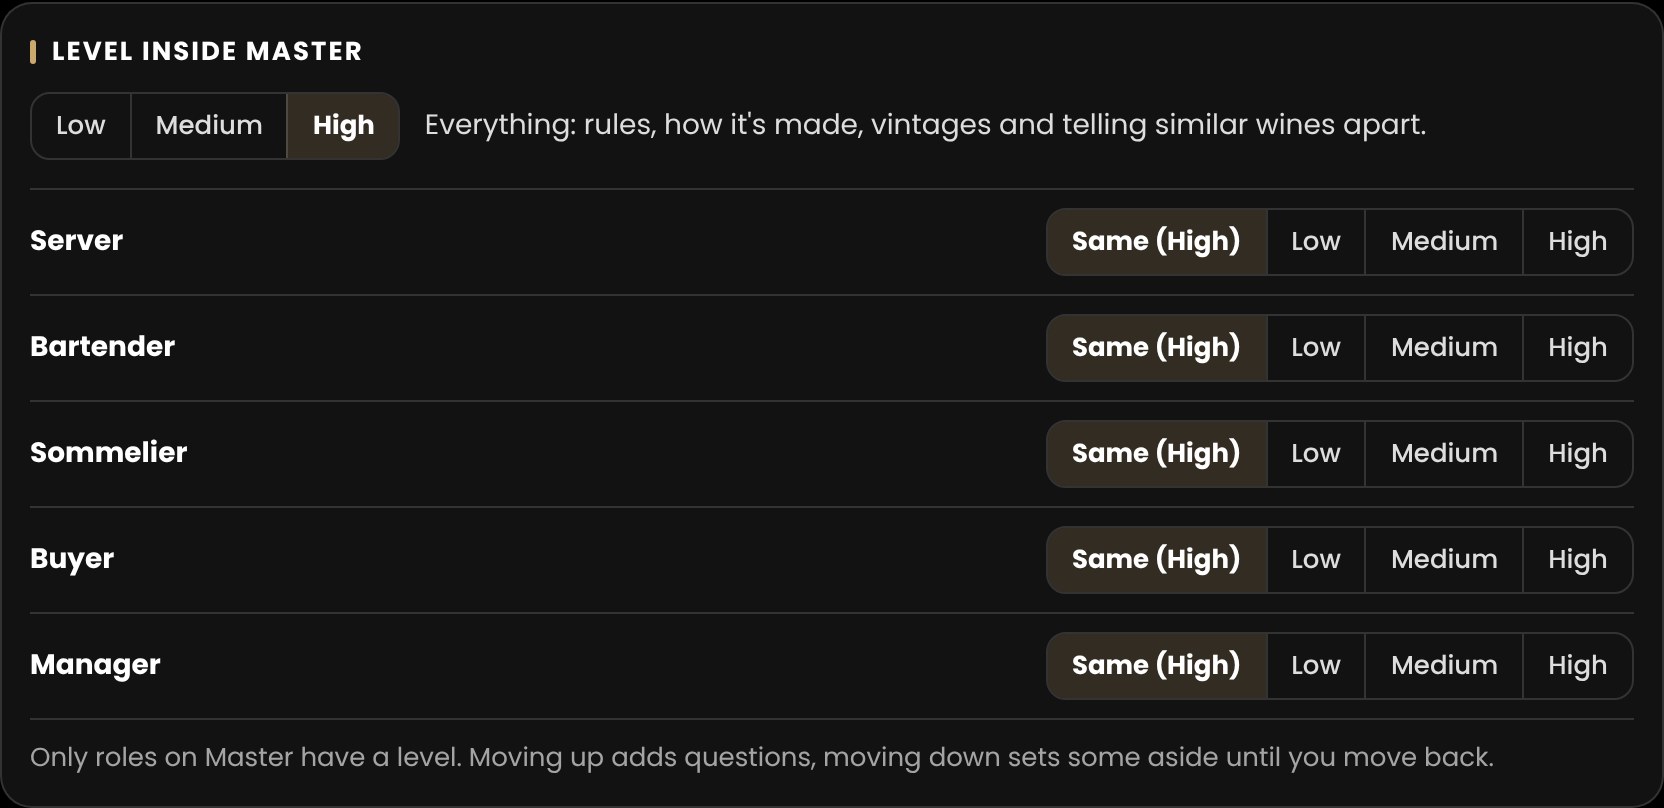 LEVEL INSIDE MASTER
Low Medium High Everything: rules, how it's made, vintages and telling similar wines apart.
Server Same (High) Low Medium High
Bartender Same (High) Low Medium High
Sommelier Same (High) Low Medium High
Buyer Same (High) Low Medium High
Manager Same (High) Low Medium High
Only roles on Master have a level. Moving up adds questions, moving down sets some aside until you move back.